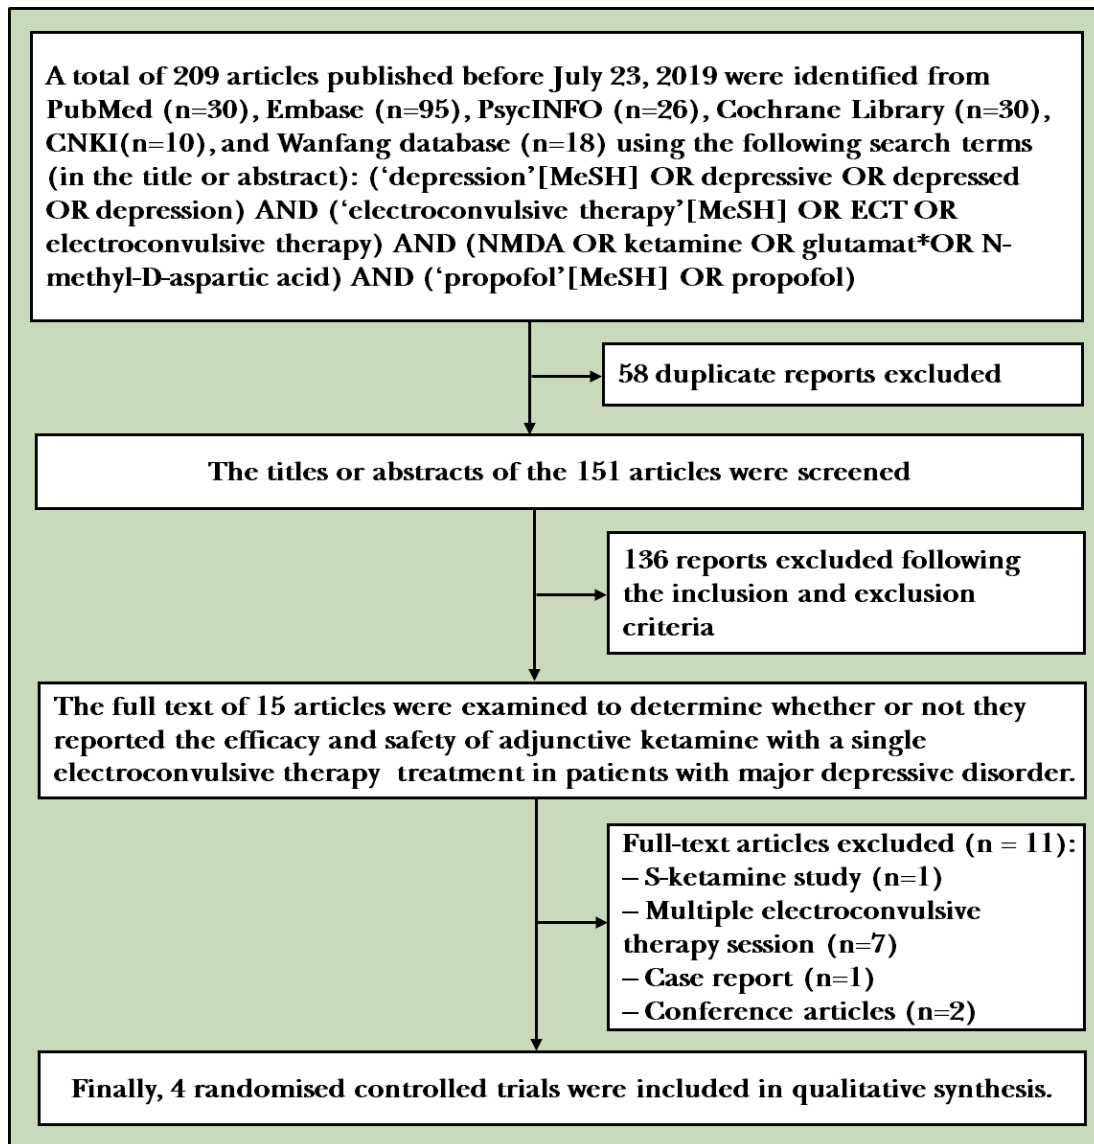 A total of 209 articles published before July 23, 2019 were identified from
PubMed (n=30), Embase (n=95), PsycINFO (n=26), Cochrane Library (n=30),
CNKI(n=10), and Wanfang database (n=18) using the following search terms
(in the title or abstract): (‘depression’[MeSH] OR depressive OR depressed
OR depression) AND (‘electroconvulsive therapy’[MeSH] OR ECT OR
electroconvulsive therapy) AND (NMDA OR ketamine OR glutamat*OR N-
methyl-D-aspartic acid) AND (‘propofol’[MeSH] OR propofol)
58 duplicate reports excluded
The titles or abstracts of the 151 articles were screened
136 reports excluded following
the inclusion and exclusion
criteria
The full text of 15 articles were examined to determine whether or not they
reported the efficacy and safety of adjunctive ketamine with a single
electroconvulsive therapy treatment in patients with major depressive disorder.
Full-text articles excluded (n = 11):
– S-ketamine study (n=1)
– Multiple electroconvulsive
therapy session (n=7)
– Case report (n=1)
– Conference articles (n=2)
Finally, 4 randomised controlled trials were included in qualitative synthesis.